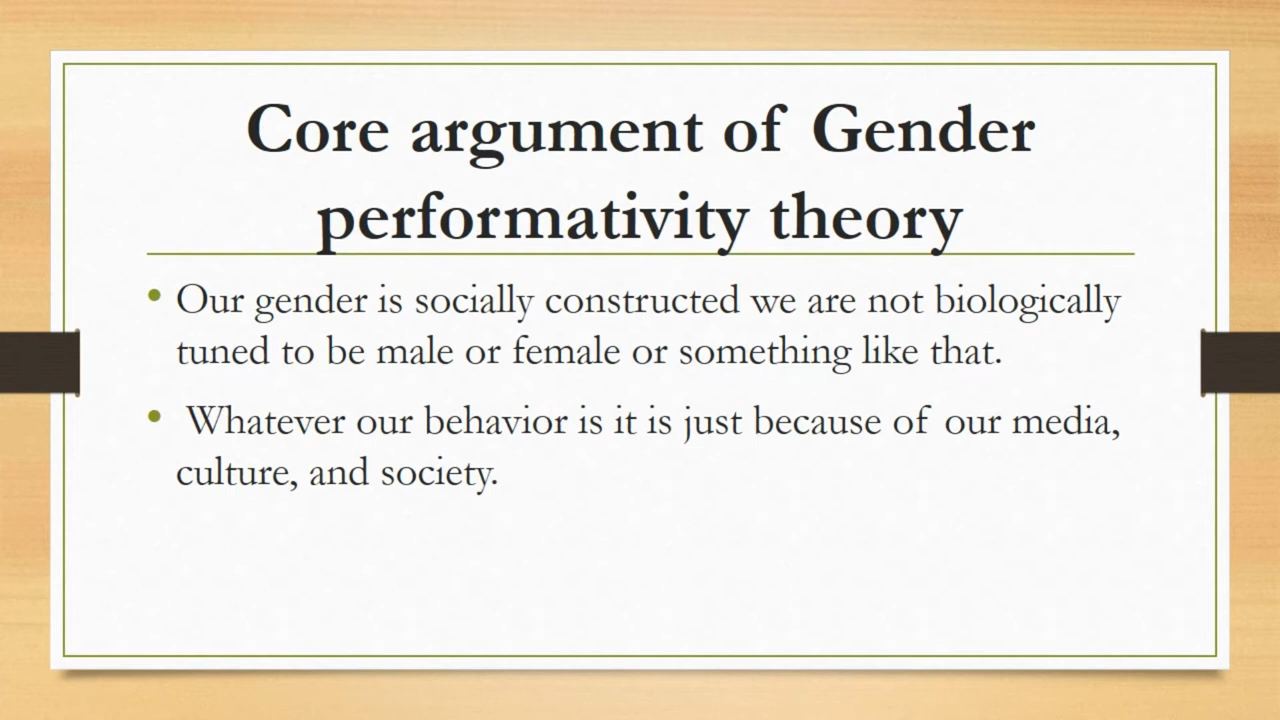 Core argument of Gender
performativity theory
• Our gender is socially constructed we are not biologically
tuned to be male or female or something like that.
• Whatever our behavior is it is just because of our media,
culture, and society.